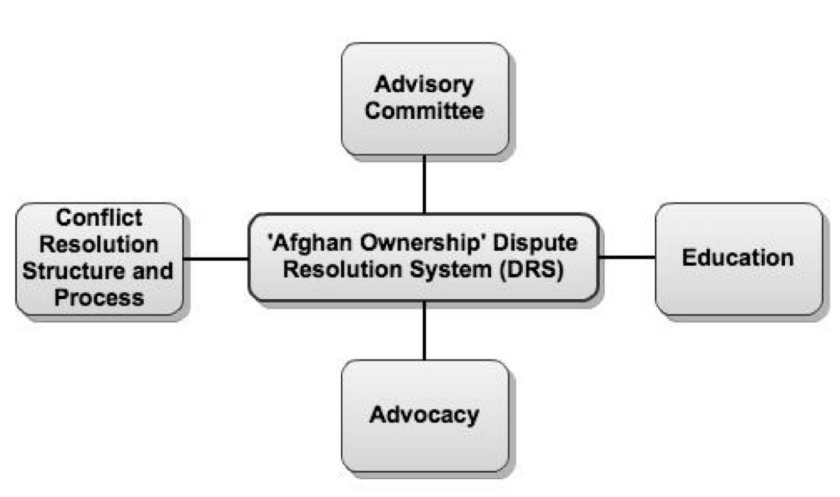 Advisory
Committee
Conflict
Resolution
Structure and
Process
'Afghan Ownership' Dispute
Resolution System (DRS)
Education
Advocacy